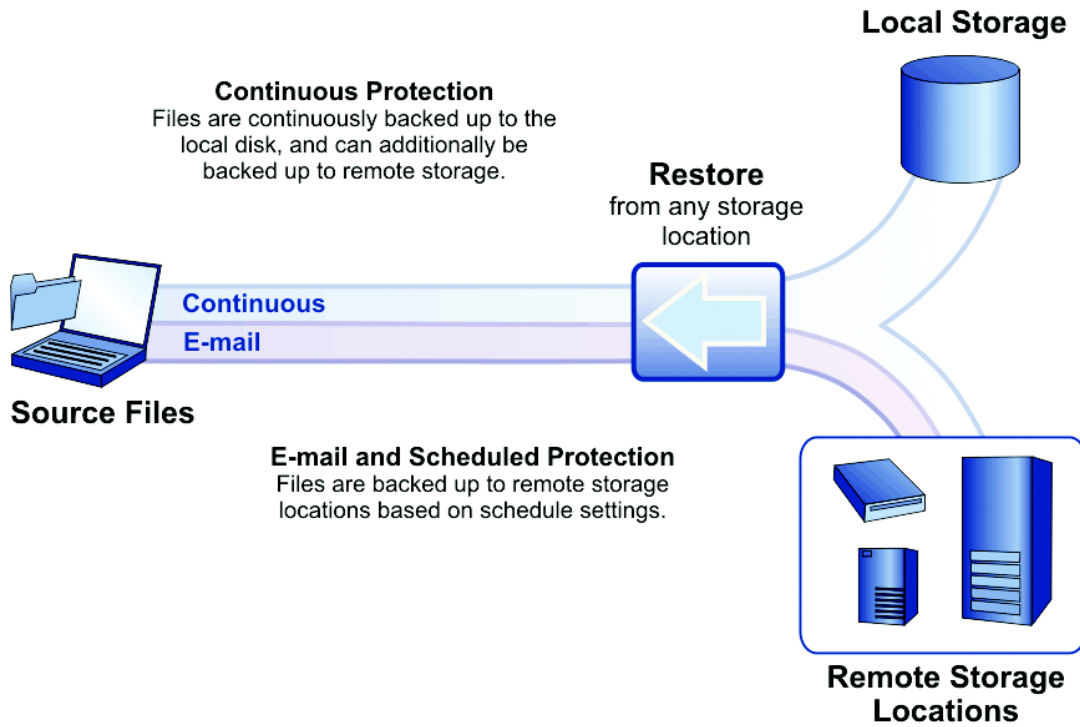 Local Storage
Continuous Protection
Files are continuously backed up to the
local disk, and can additionally be
backed up to remote storage.
Restore
from any storage
location
Continuous
E-mail
Source Files
E-mail and Scheduled Protection
Files are backed up to remote storage
locations based on schedule settings.
Remote Storage
Locations